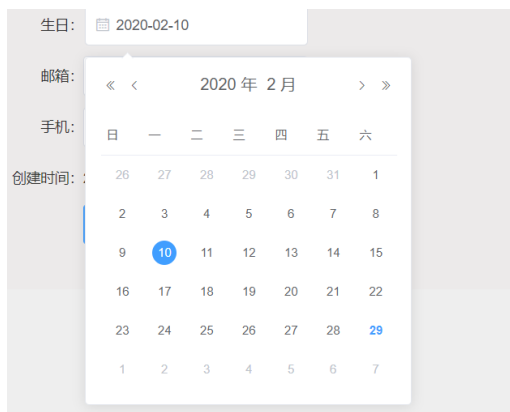 生日: 2020-02-10
邮箱:
« ‹ 2020 年 2 月 › »
手机:
日 一 二 三 四 五 六
创建时间:
26 27 28 29 30 31 1
2 3 4 5 6 7 8
9 10 11 12 13 14 15
16 17 18 19 20 21 22
23 24 25 26 27 28 29
1 2 3 4 5 6 7